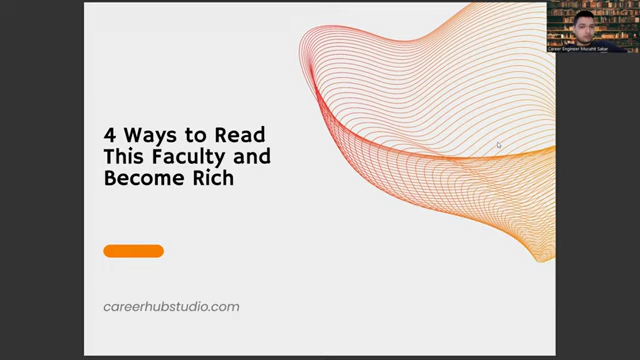 4 Ways to Read
This Faculty and
Become Rich
careerhubstudio.com
Career Engineer Murahit Sakar